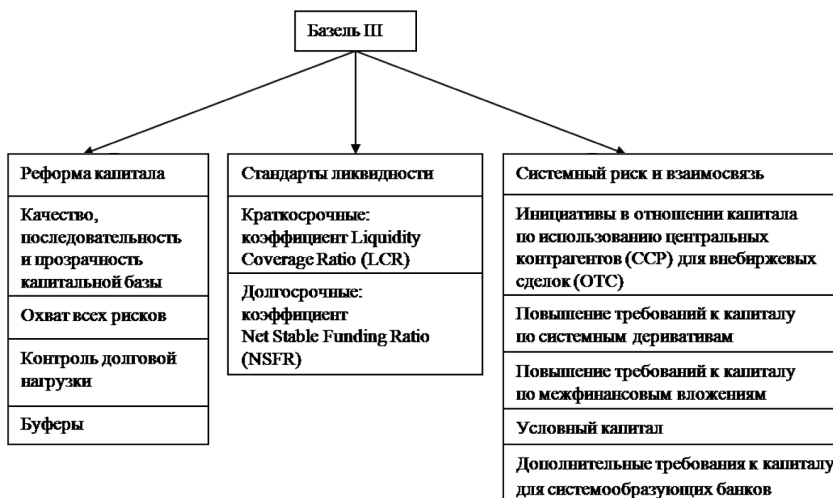 Базель III
Реформа капитала
Качество,
последовательность
и прозрачность
капитальной базы
Охват всех рисков
Контроль долговой
нагрузки
Буферы
Стандарты ликвидности
Краткосрочные:
коэффициент Liquidity
Coverage Ratio (LCR)
Долгосрочные:
коэффициент
Net Stable Funding Ratio
(NSFR)
Системный риск и взаимосвязь
Инициативы в отношении капитала
по использованию центральных
контрагентов (CCP) для внебиржевых
сделок (OTC)
Повышение требований к капиталу
по системным деривативам
Повышение требований к капиталу
по межфинансовым вложениям
Условный капитал
Дополнительные требования к капиталу
для системообразующих банков